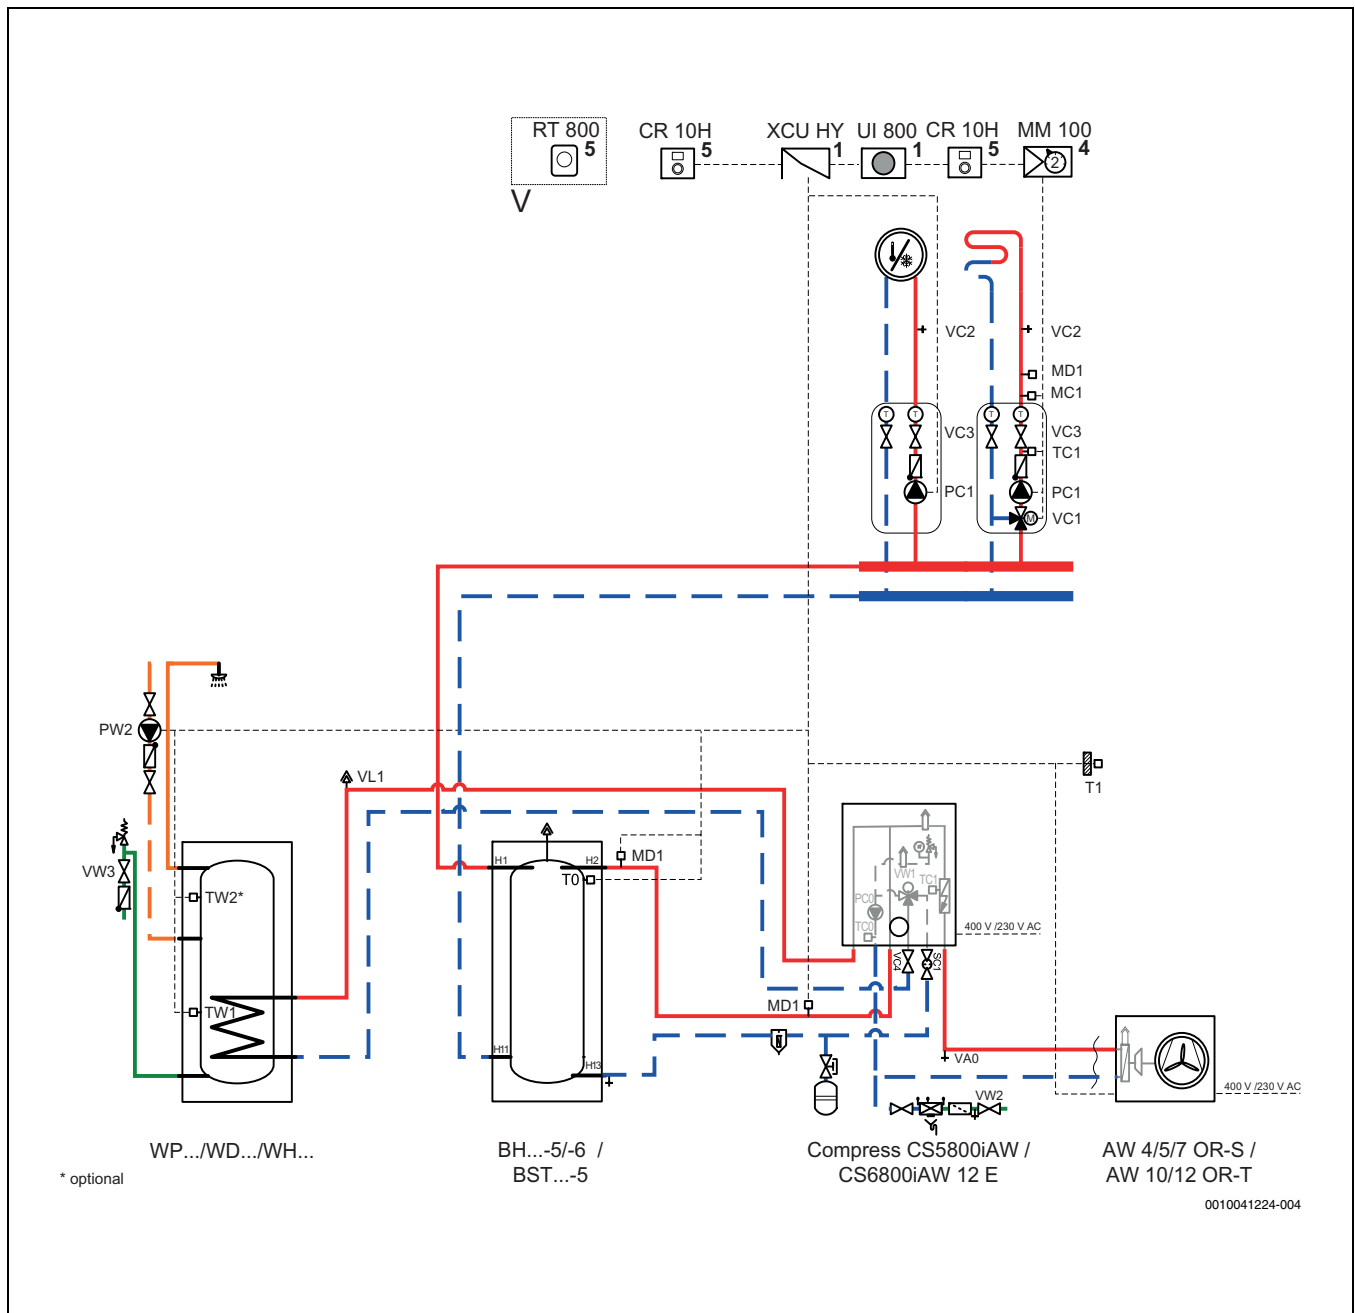 RT 800
5
V
CR 10H
5
XCU HY
1
UI 800
1
CR 10H
5
MM 100
4
2
VC2
VC2
MD1
MC1
T
T
T
T
VC3
VC3
TC1
PC1
PC1
VC1
M
PW2
VL1
T1
VW3
H1
H2
MD1
T0
TW2*
VW1
TC1
PC0
TC0
400 V /230 V AC
VC4
SC1
TW1
MD1
H11
H13
VA0
VW2
400 V /230 V AC
WP.../WD.../WH...
BH...-5/-6 /
BST...-5
Compress CS5800iAW /
CS6800iAW 12 E
AW 4/5/7 OR-S /
AW 10/12 OR-T
* optional
0010041224-004